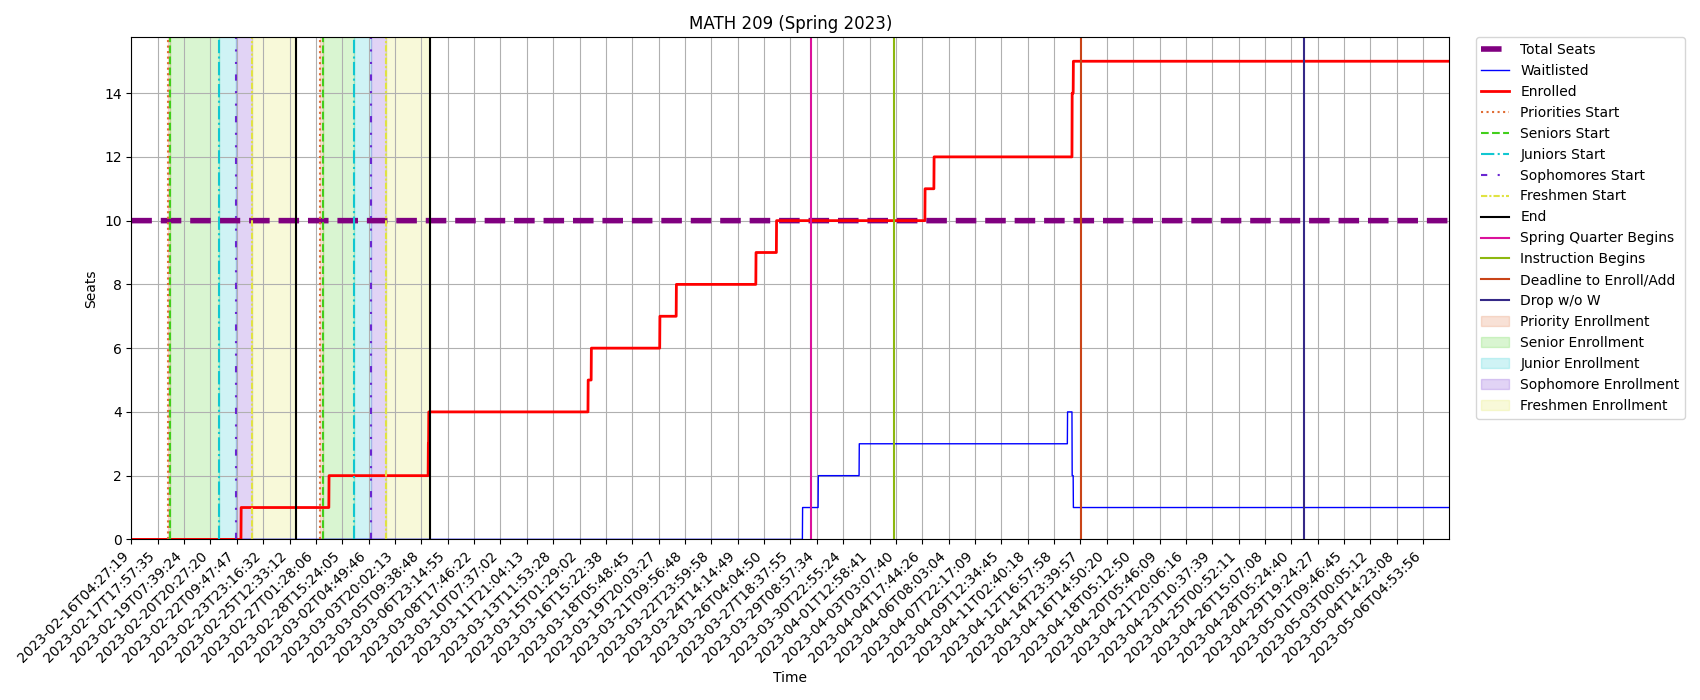 MATH 209 (Spring 2023)
Seats
14
12
10
8
6
4
2
0
2023-02-16T04:27:19
2023-02-17T17:57:35
2023-02-19T07:39:24
2023-02-20T20:27:20
2023-02-22T09:47:47
2023-02-23T23:16:32
2023-02-25T12:33:12
2023-02-27T01:28:06
2023-02-28T15:24:05
2023-03-02T04:49:46
2023-03-03T20:02:13
2023-03-05T09:38:48
2023-03-06T23:14:55
2023-03-08T17:46:22
2023-03-10T07:37:02
2023-03-11T21:04:13
2023-03-13T11:53:28
2023-03-15T01:29:02
2023-03-16T15:22:38
2023-03-18T05:48:45
2023-03-19T20:03:27
2023-03-21T09:56:48
2023-03-22T23:59:58
2023-03-24T14:14:49
2023-03-26T04:04:50
2023-03-27T18:37:55
2023-03-29T08:57:34
2023-03-30T22:55:24
2023-04-01T12:58:41
2023-04-03T03:07:40
2023-04-04T17:44:26
2023-04-06T08:03:04
2023-04-07T22:17:09
2023-04-09T12:34:45
2023-04-11T02:40:18
2023-04-12T16:57:58
2023-04-14T23:39:57
2023-04-16T14:50:20
2023-04-18T05:12:50
2023-04-20T05:46:09
2023-04-21T20:06:16
2023-04-23T10:37:39
2023-04-25T00:52:11
2023-04-26T15:07:08
2023-04-28T05:24:40
2023-04-29T19:24:27
2023-05-01T09:46:45
2023-05-03T00:05:12
2023-05-04T14:23:08
2023-05-06T04:53:56
Time
Total Seats
Waitlisted
Enrolled
Priorities Start
Seniors Start
Juniors Start
Sophomores Start
Freshmen Start
End
Spring Quarter Begins
Instruction Begins
Deadline to Enroll/Add
Drop w/o W
Priority Enrollment
Senior Enrollment
Junior Enrollment
Sophomore Enrollment
Freshmen Enrollment